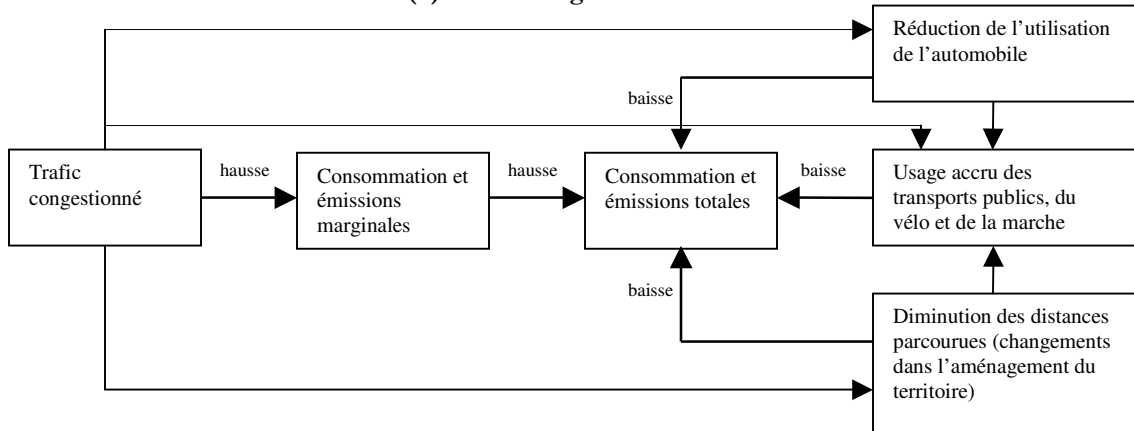 Réduction de l’utilisation
de l’automobile
baisse
Trafic
congestionné
hausse
Consommation et
émissions
marginales
hausse
Consommation et
émissions totales
baisse
Usage accru des
transports publics, du
vélo et de la marche
baisse
Diminution des distances
parcourues (changements
dans l’aménagement du
territoire)